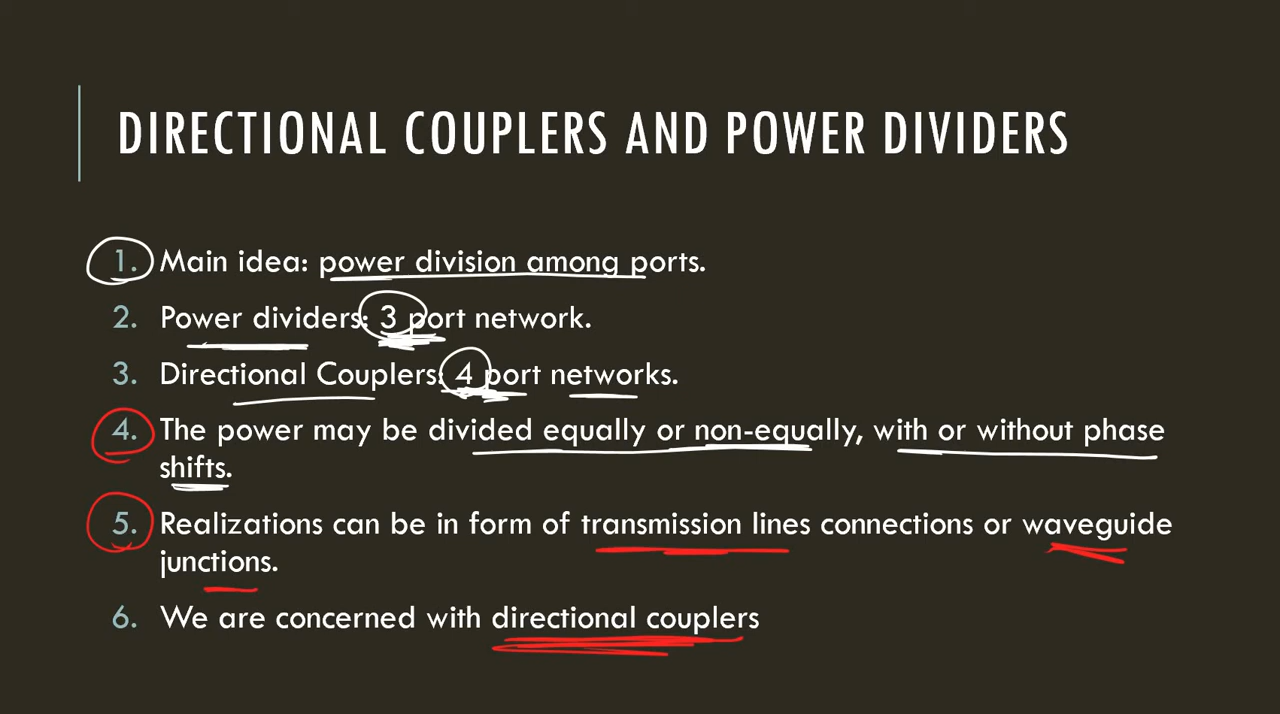 DIRECTIONAL COUPLERS AND POWER DIVIDERS
1. Main idea: power division among ports.
2. Power dividers: 3 port network.
3. Directional Couplers: 4 port networks.
4. The power may be divided equally or non-equally, with or without phase
shifts.
5. Realizations can be in form of transmission lines connections or waveguide
junctions.
6. We are concerned with directional couplers